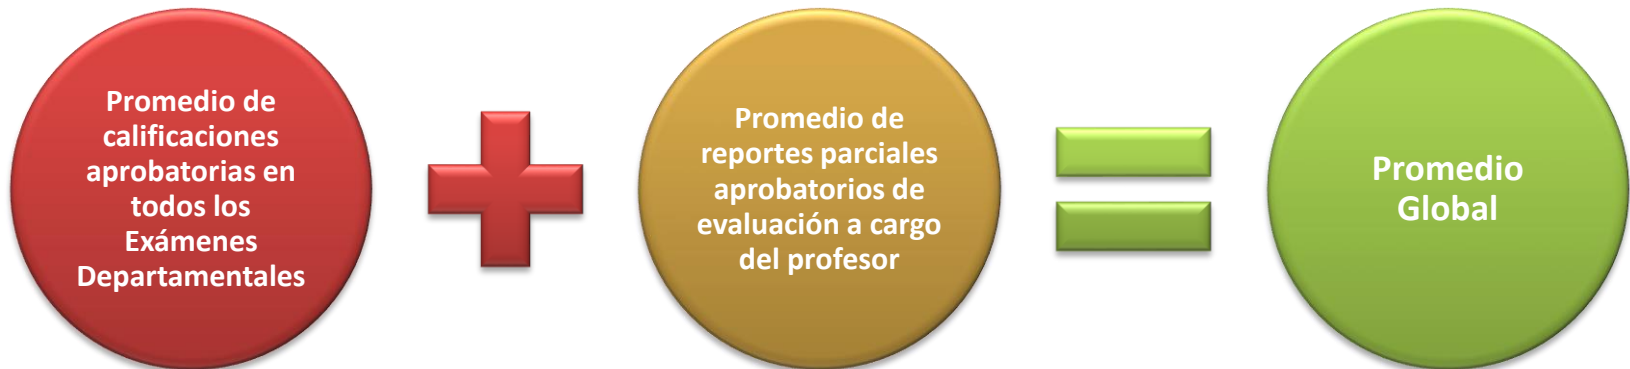 Promedio de
calificaciones
aprobatorias en
todos los
Exámenes
Departamentales
Promedio de
reportes parciales
aprobatorios de
evaluación a cargo
del profesor
Promedio
Global